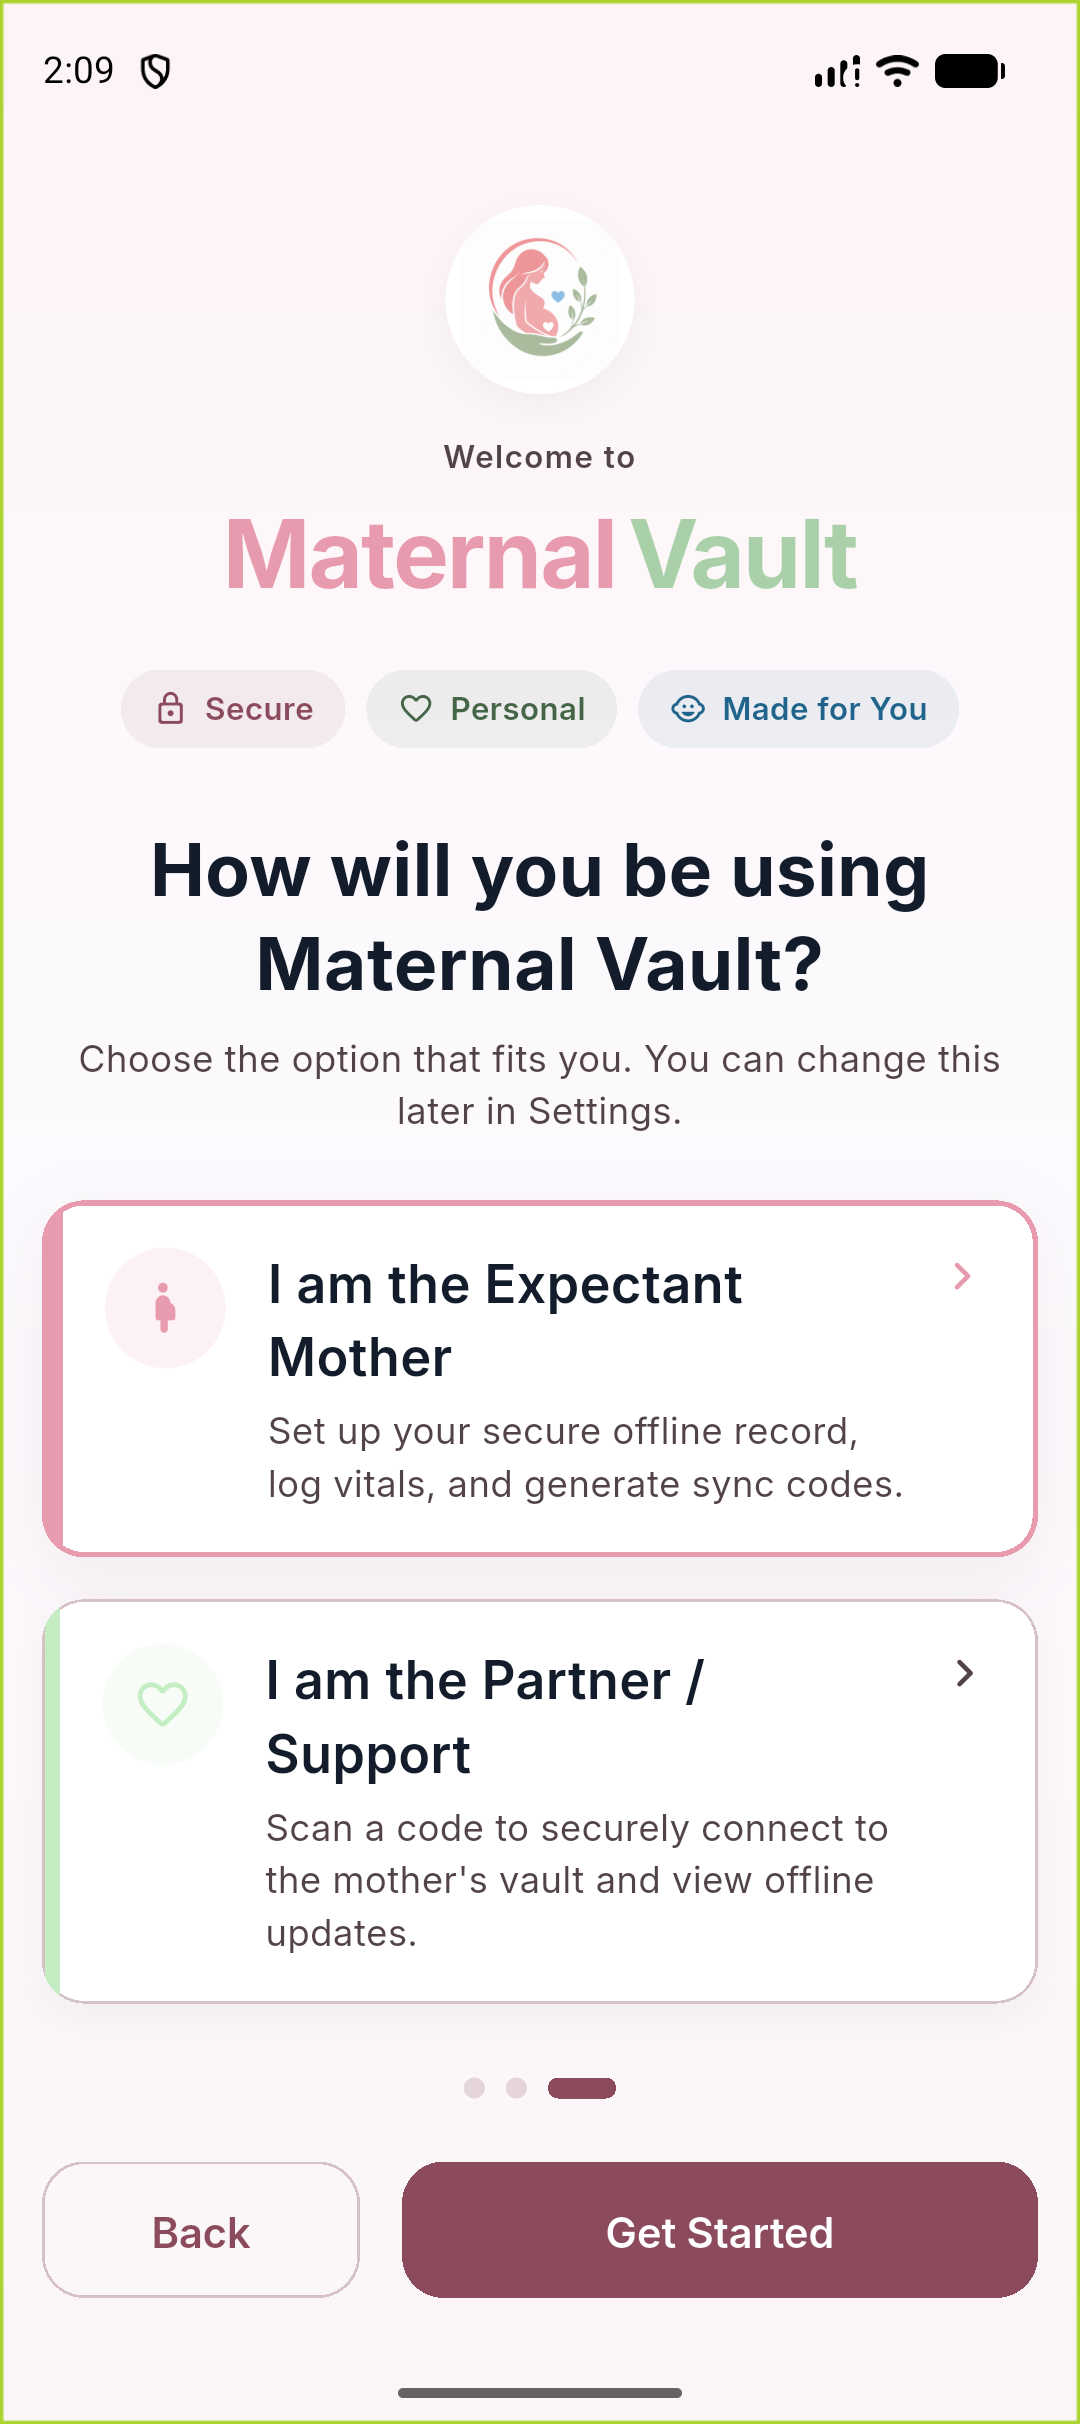 2:09
Welcome to
Maternal Vault
Secure
Personal
Made for You
How will you be using
Maternal Vault?
Choose the option that fits you. You can change this
later in Settings.
I am the Expectant
Mother
Set up your secure offline record,
log vitals, and generate sync codes.
I am the Partner /
Support
Scan a code to securely connect to
the mother's vault and view offline
updates.
Back
Get Started